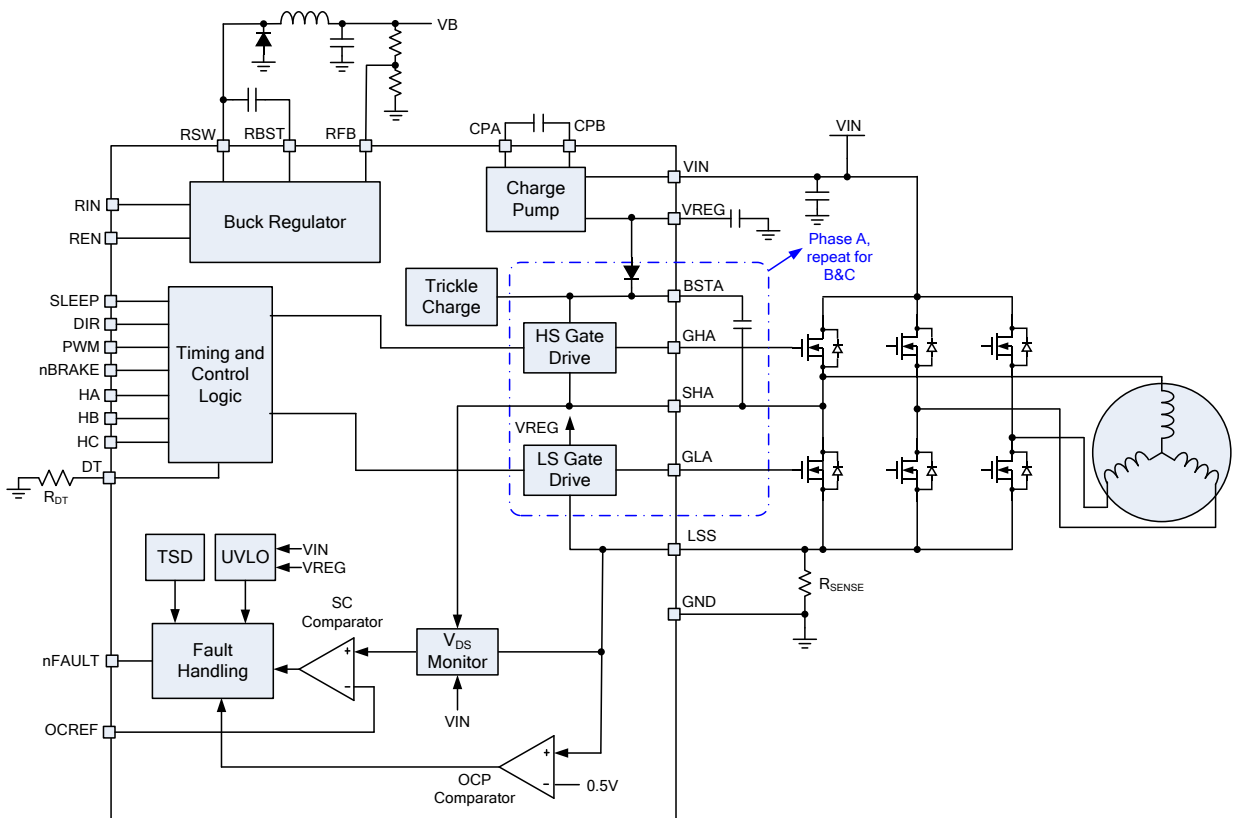 VB
RSW
RBST
RFB
CPA
CPB
VIN
RIN
REN
Buck Regulator
Charge
Pump
VIN
VREG
Phase A,
repeat for
B&C
Trickle
Charge
BSTA
SLEEP
DIR
PWM
nBRAKE
HA
HB
HC
DT
RDT
Timing and
Control
Logic
HS Gate
Drive
GHA
SHA
VREG
LS Gate
Drive
GLA
LSS
RSENSE
GND
TSD
UVLO
VIN
VREG
SC
Comparator
nFAULT
Fault
Handling
+
−
VDS
Monitor
VIN
OCREF
OCP
Comparator
+
−
0.5V